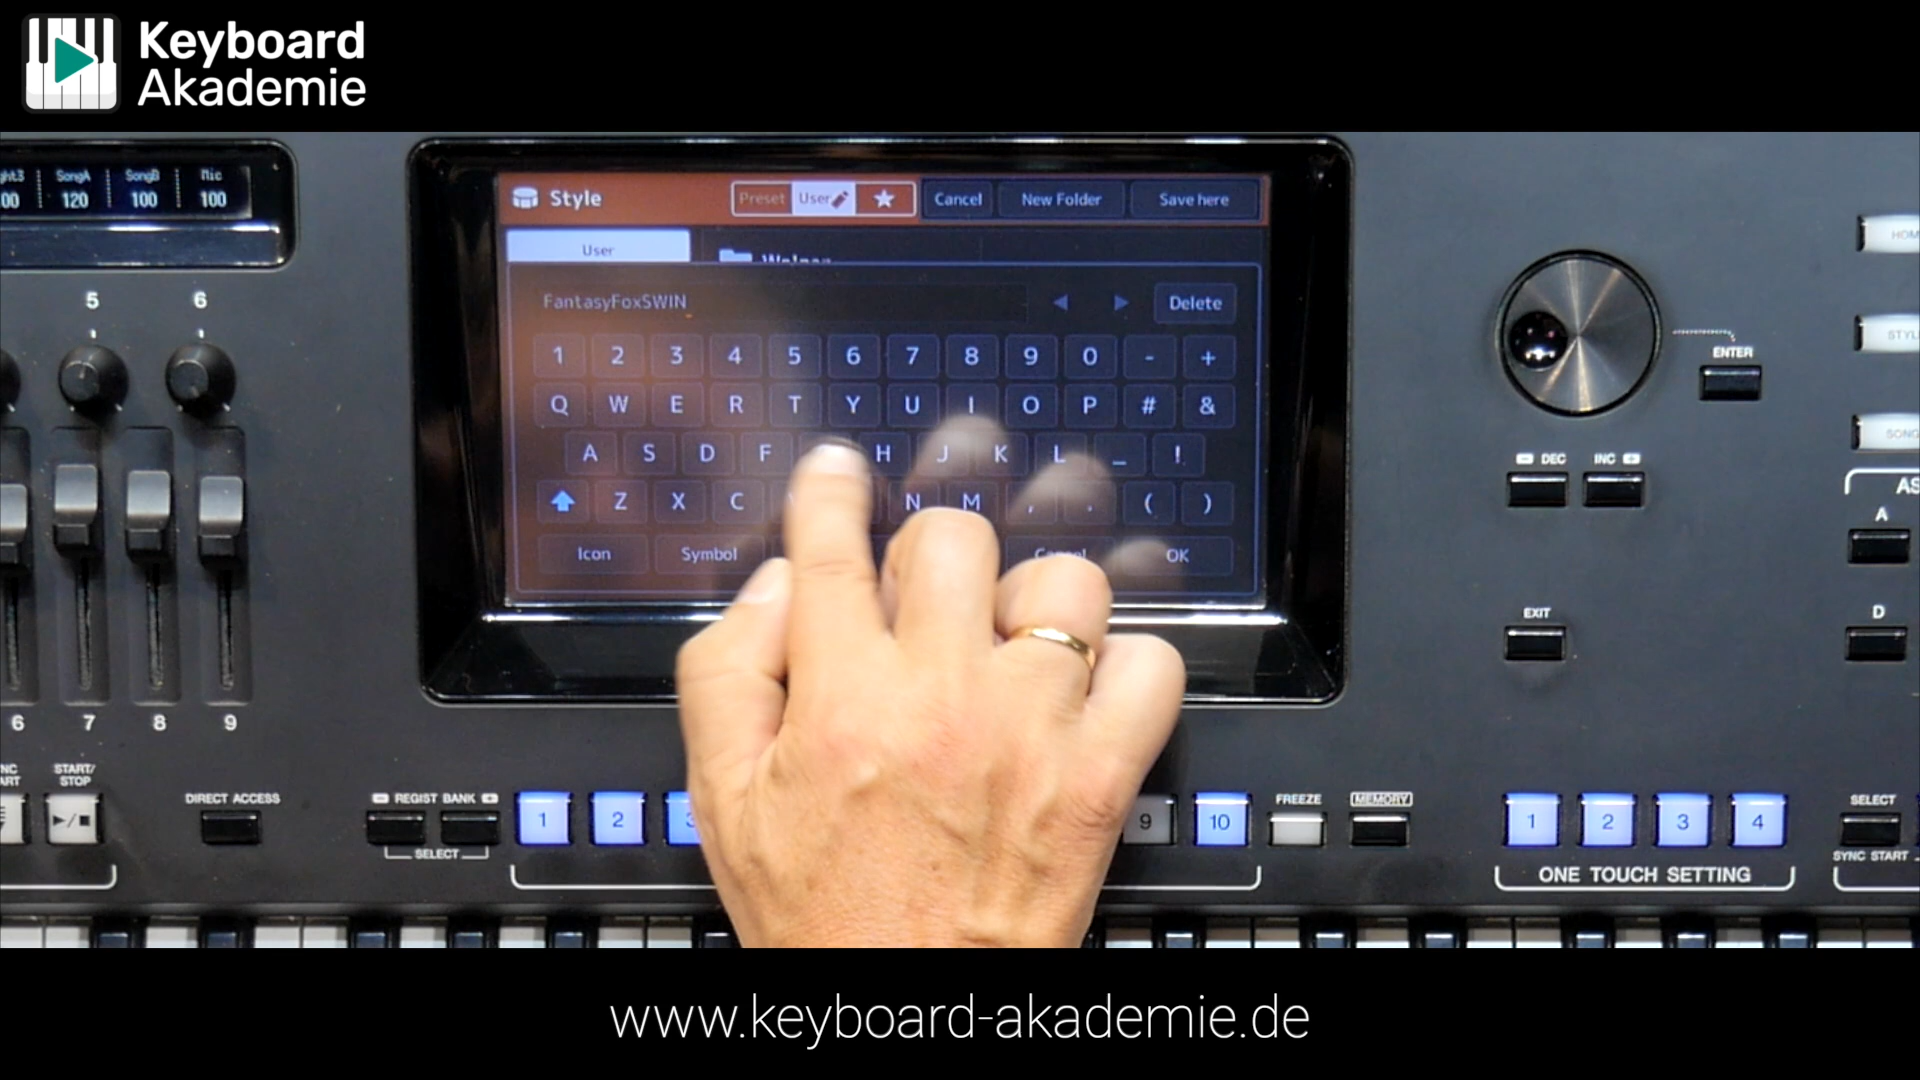 Keyboard
Akademie
SongA SongB Mic
120 100 100
Style
Preset User Cancel New Folder Save here
User
FantasyFoxSWIN Delete
1 2 3 4 5 6 7 8 9 0 - +
Q W E R T Y U I O P # &
A S D F H J K L _ !
Z X C N M , . ( )
Icon Symbol Cancel OK
5 6
6 7 8 9
START/
STOP
DIRECT ACCESS
REGIST BANK
SELECT
1 2 3 9 10
FREEZE
MEMORY
ENTER
DEC INC
EXIT
A
D
1 2 3 4
ONE TOUCH SETTING
SELECT
SYNC START
www.keyboard-akademie.de